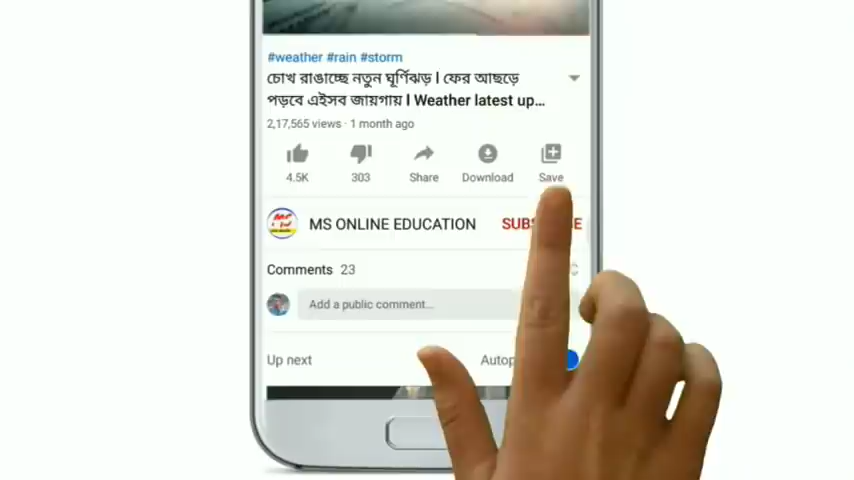 #weather #rain #storm
চোখ রাঙাচ্ছে নতুন ঘূর্ণিঝড় l ফের আছড়ে
পড়বে এইসব জায়গায় l Weather latest up...
2,17,565 views · 1 month ago
4.5K 303 Share Download Save
MS
MS ONLINE EDUCATION
Comments 23
Add a public comment...
Up next